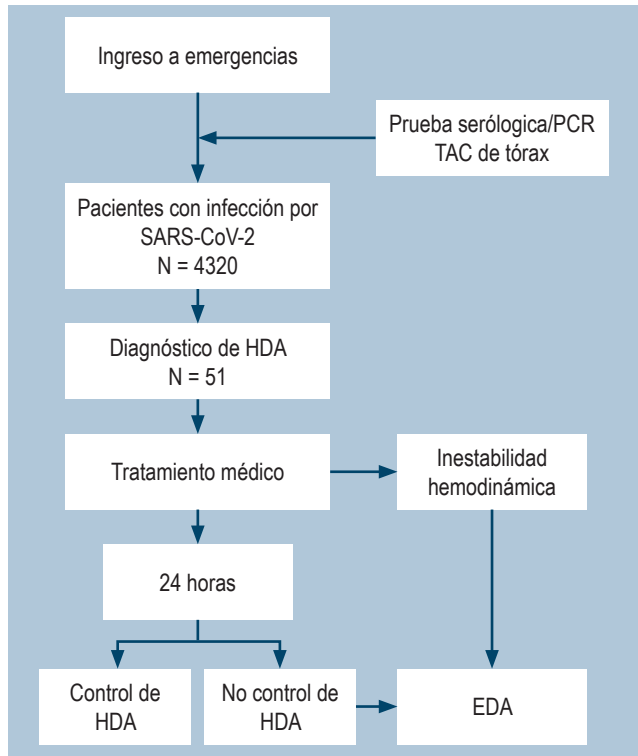 Ingreso a emergencias
Prueba serólogica/PCR
TAC de tórax
Pacientes con infección por
SARS-CoV-2
N = 4320
Diagnóstico de HDA
N = 51
Tratamiento médico
Inestabilidad
hemodinámica
24 horas
Control de
HDA
No control de
HDA
EDA